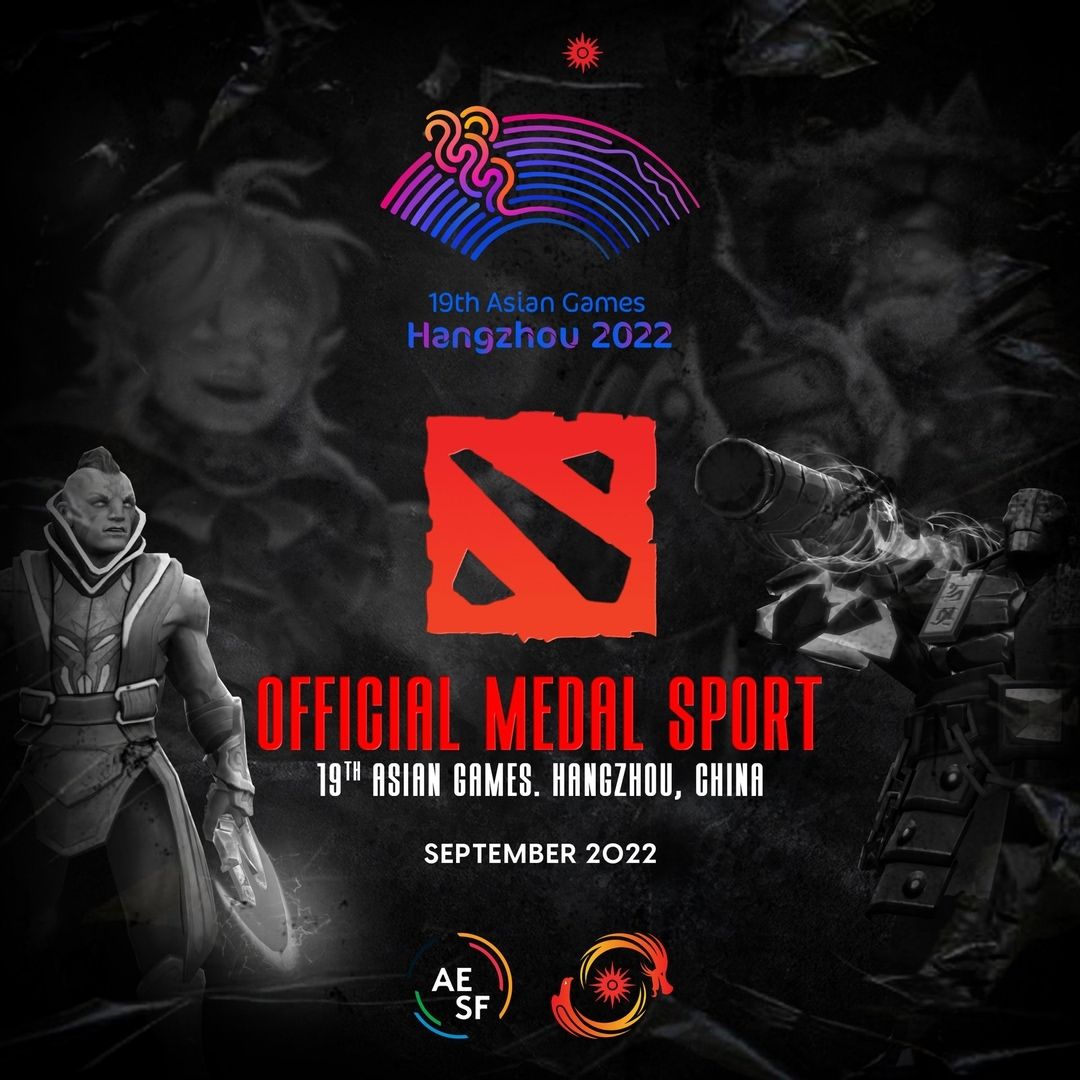 19th Asian Games
Hangzhou 2022
OFFICIAL MEDAL SPORT
19TH ASIAN GAMES. HANGZHOU, CHINA
SEPTEMBER 2022
AE
SF